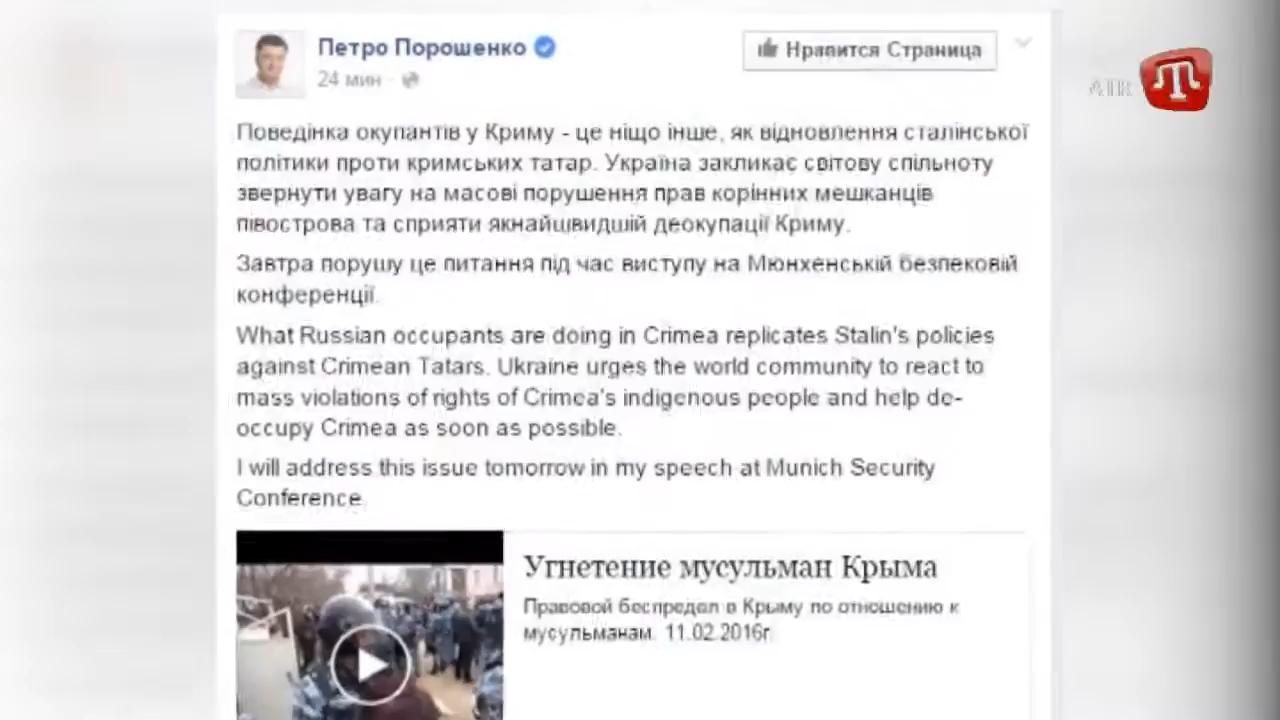 Петро Порошенко
24 мин
Нравится Страница
ATR
Поведінка окупантів у Криму - це ніщо інше, як відновлення сталінської
політики проти кримських татар. Україна закликає світову спільноту
звернути увагу на масові порушення прав корінних мешканців
півострова та сприяти якнайшвидшій деокупації Криму.
Завтра порушу це питання під час виступу на Мюнхенській безпековій
конференції.
What Russian occupants are doing in Crimea replicates Stalin's policies
against Crimean Tatars. Ukraine urges the world community to react to
mass violations of rights of Crimea's indigenous people and help de-
occupy Crimea as soon as possible.
I will address this issue tomorrow in my speech at Munich Security
Conference.
Угнетение мусульман Крыма
Правовой беспредел в Крыму по отношению к
мусульманам. 11.02.2016г.